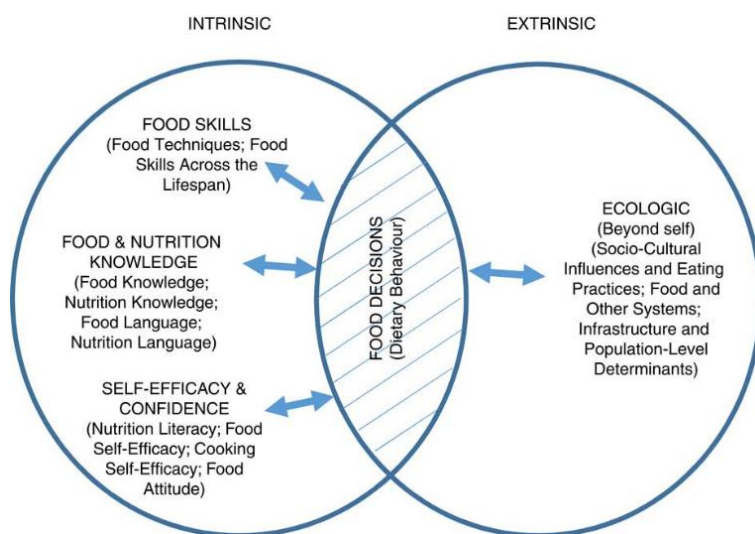 INTRINSIC
EXTRINSIC
FOOD SKILLS
(Food Techniques; Food
Skills Across the
Lifespan)
FOOD & NUTRITION
KNOWLEDGE
(Food Knowledge;
Nutrition Knowledge;
Food Language;
Nutrition Language)
SELF-EFFICACY &
CONFIDENCE
(Nutrition Literacy; Food
Self-Efficacy; Cooking
Self-Efficacy; Food
Attitude)
FOOD DECISIONS
(Dietary Behaviour)
ECOLOGIC
(Beyond self)
(Socio-Cultural
Influences and Eating
Practices; Food and
Other Systems;
Infrastructure and
Population-Level
Determinants)